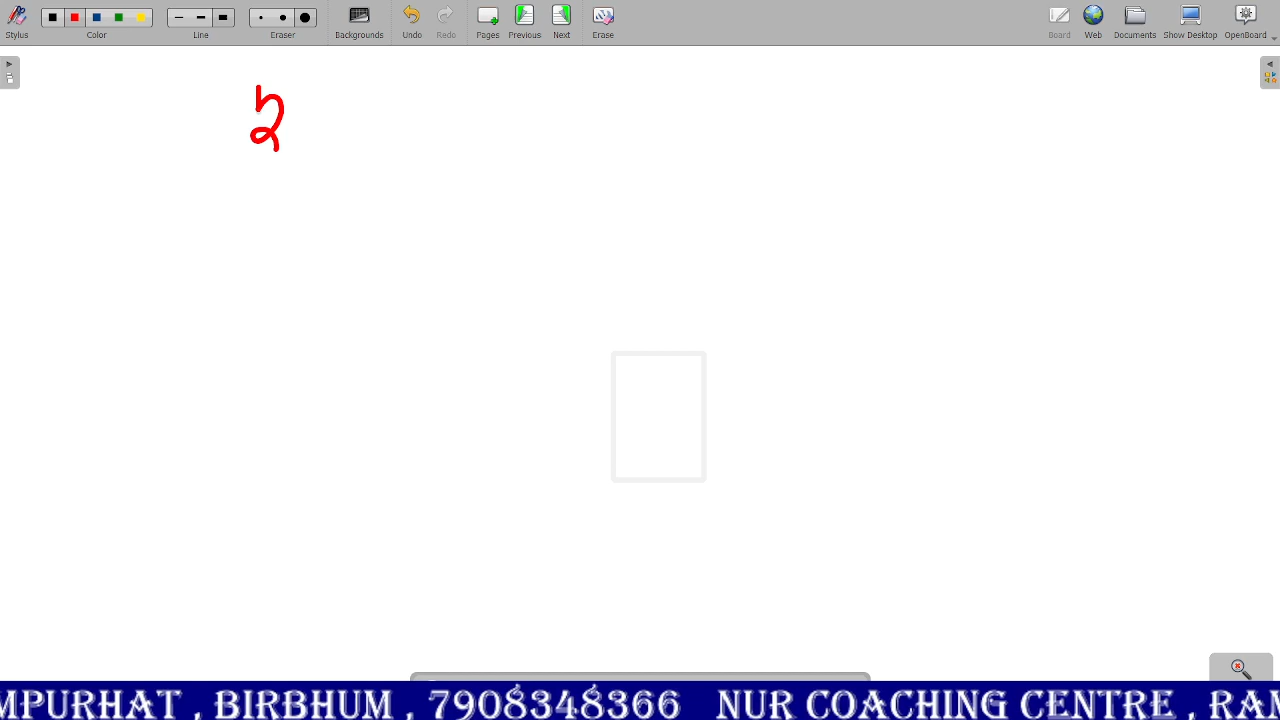 Stylus Color Line Eraser Backgrounds Undo Redo Pages Previous Next Erase Board Web Documents Show Desktop OpenBoard
2
MPURHAT , BIRBHUM , 7908348366 NUR COACHING CENTRE , RAM